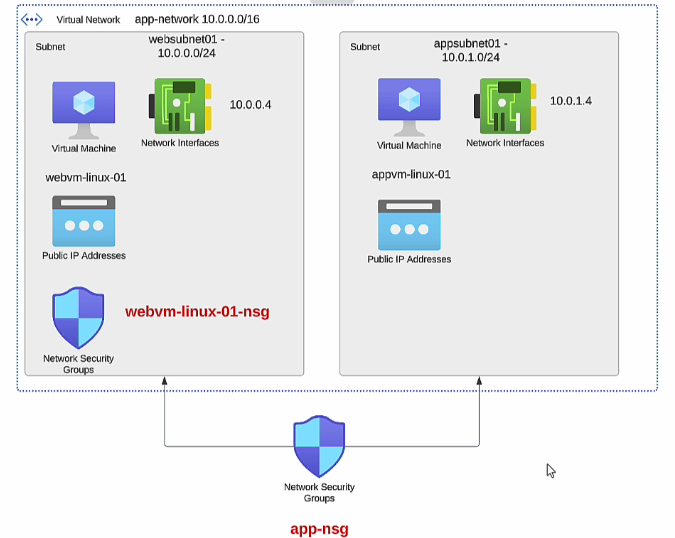 Virtual Network app-network 10.0.0.0/16
Subnet
websubnet01 -
10.0.0.0/24
Virtual Machine
Network Interfaces
10.0.0.4
webvm-linux-01
Public IP Addresses
webvm-linux-01-nsg
Network Security
Groups
Subnet
appsubnet01 -
10.0.1.0/24
Virtual Machine
Network Interfaces
10.0.1.4
appvm-linux-01
Public IP Addresses
Network Security
Groups
app-nsg